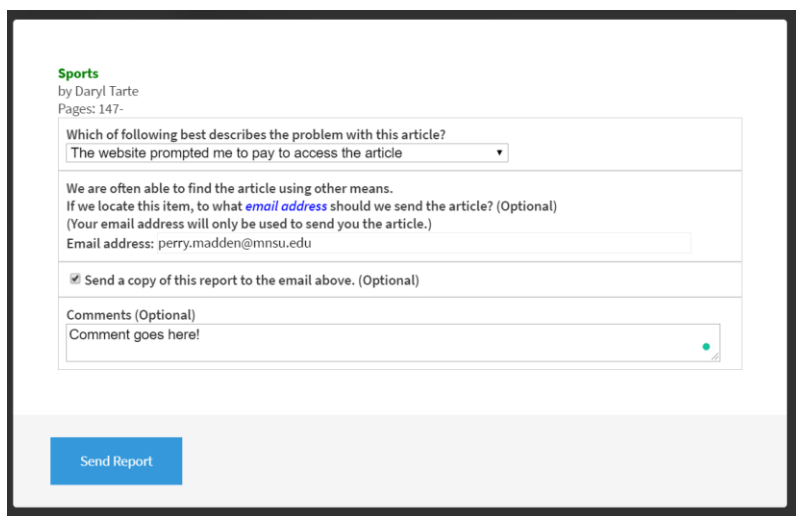 Sports
by Daryl Tarte
Pages: 147-
Which of following best describes the problem with this article?
The website prompted me to pay to access the article
We are often able to find the article using other means.
If we locate this item, to what email address should we send the article? (Optional)
(Your email address will only be used to send you the article.)
Email address: perry.madden@mnsu.edu
Send a copy of this report to the email above. (Optional)
Comments (Optional)
Comment goes here!
Send Report